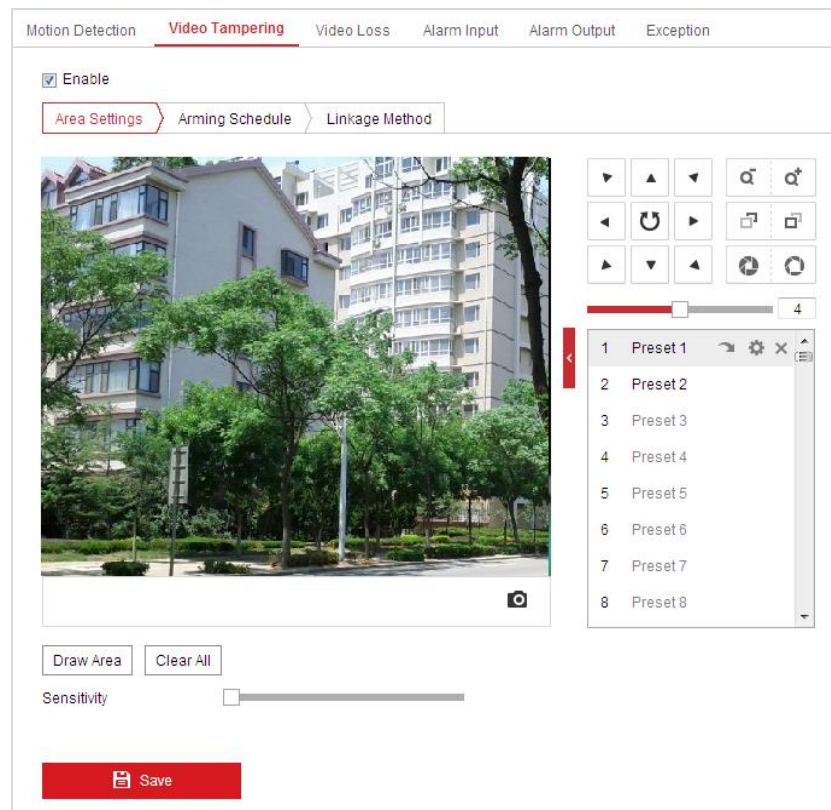 Motion Detection Video Tampering Video Loss Alarm Input Alarm Output Exception
Enable
Area Settings Arming Schedule Linkage Method
4
1 Preset 1
2 Preset 2
3 Preset 3
4 Preset 4
5 Preset 5
6 Preset 6
7 Preset 7
8 Preset 8
Draw Area Clear All
Sensitivity
Save